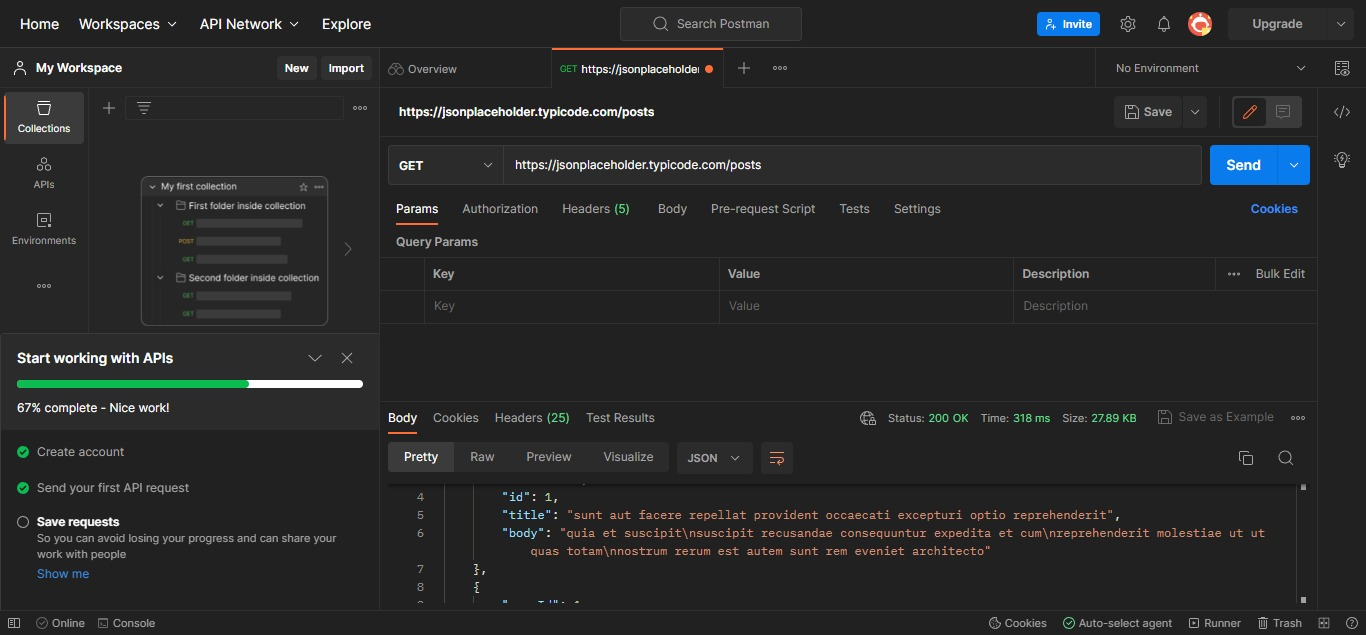 Home Workspaces API Network Explore Search Postman Invite Upgrade
My Workspace New Import Overview GET https://jsonplaceholder No Environment
Collections
APIs
Environments
My first collection
First folder inside collection
GET
POST
GET
Second folder inside collection
GET
GET
https://jsonplaceholder.typicode.com/posts Save
GET https://jsonplaceholder.typicode.com/posts Send
Params Authorization Headers (5) Body Pre-request Script Tests Settings Cookies
Query Params
Key Value Description Bulk Edit
Key Value Description
Start working with APIs
67% complete - Nice work!
Create account
Send your first API request
Save requests
So you can avoid losing your progress and can share your
work with people
Show me
Body Cookies Headers (25) Test Results Status: 200 OK Time: 318 ms Size: 27.89 KB Save as Example
Pretty Raw Preview Visualize JSON
4 "id": 1,
5 "title": "sunt aut facere repellat provident occaecati excepturi optio reprehenderit",
6 "body": "quia et suscipit\nsuscipit recusandae consequuntur expedita et cum\nreprehenderit molestiae ut ut
quas totam\nnostrum rerum est autem sunt rem eveniet architecto"
7 },
8 {
Online Console Cookies Auto-select agent Runner Trash